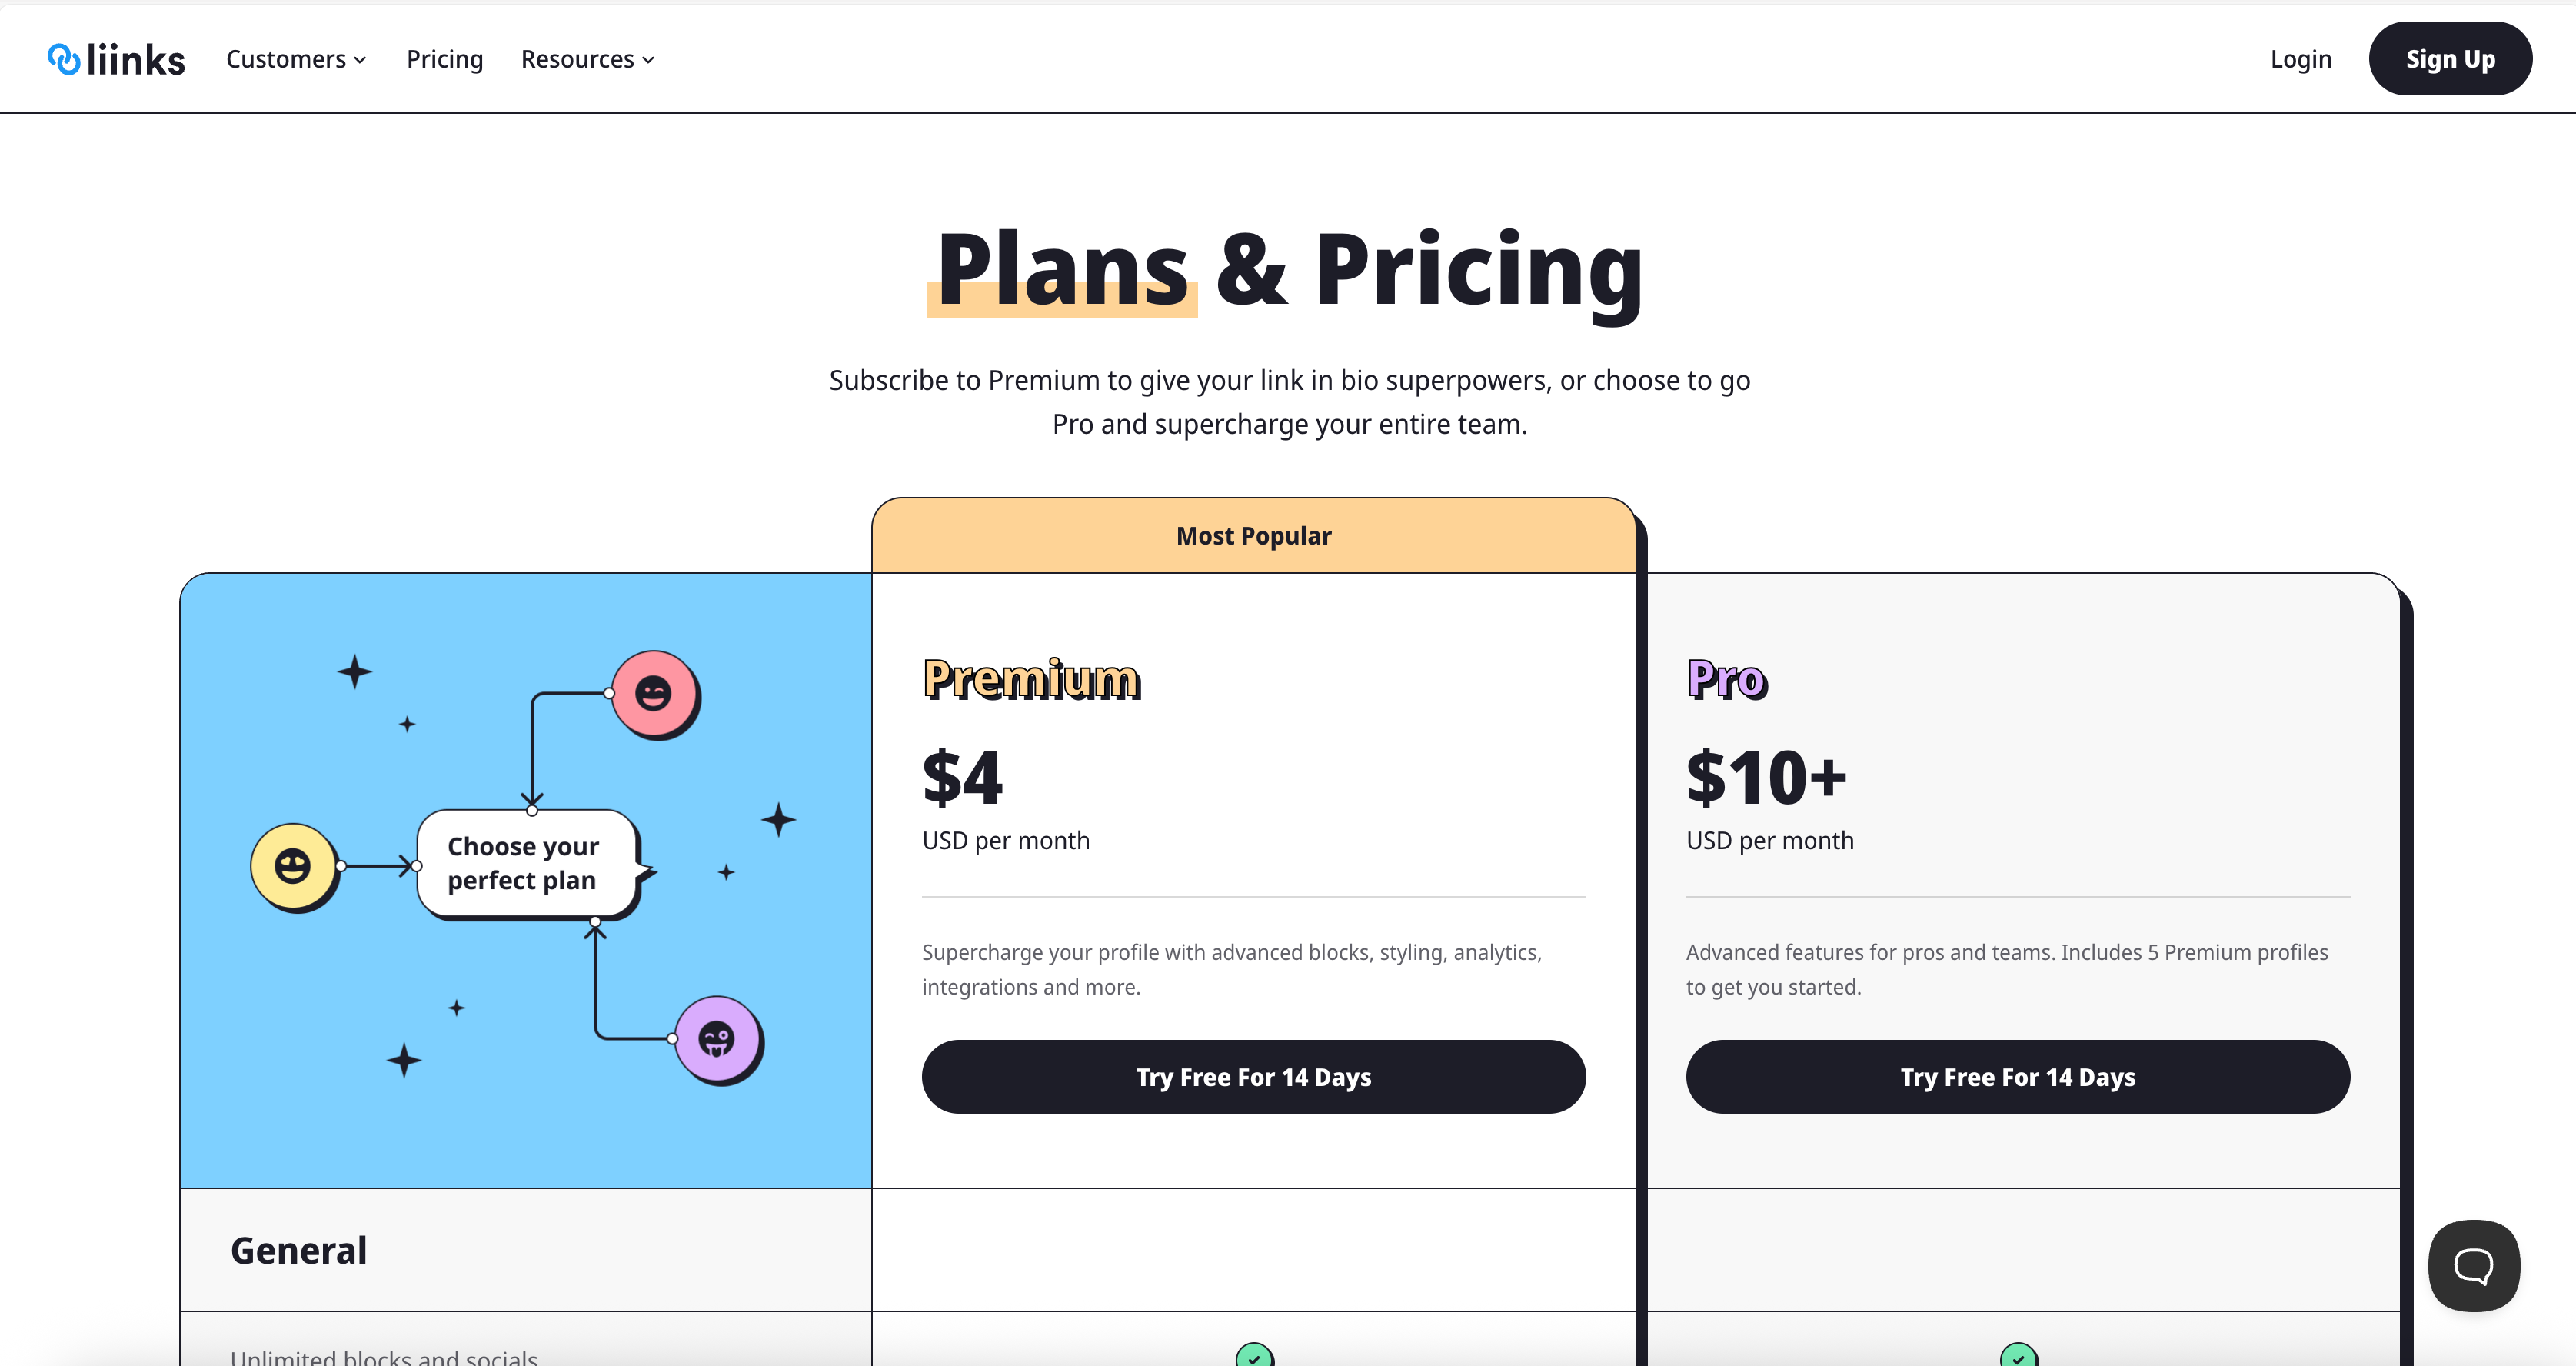 liinks
Customers
Pricing
Resources
Login
Sign Up
Plans & Pricing
Subscribe to Premium to give your link in bio superpowers, or choose to go
Pro and supercharge your entire team.
Most Popular
Choose your
perfect plan
Premium
$4
USD per month
Supercharge your profile with advanced blocks, styling, analytics,
integrations and more.
Try Free For 14 Days
Pro
$10+
USD per month
Advanced features for pros and teams. Includes 5 Premium profiles
to get you started.
Try Free For 14 Days
General
Unlimited blocks and socials